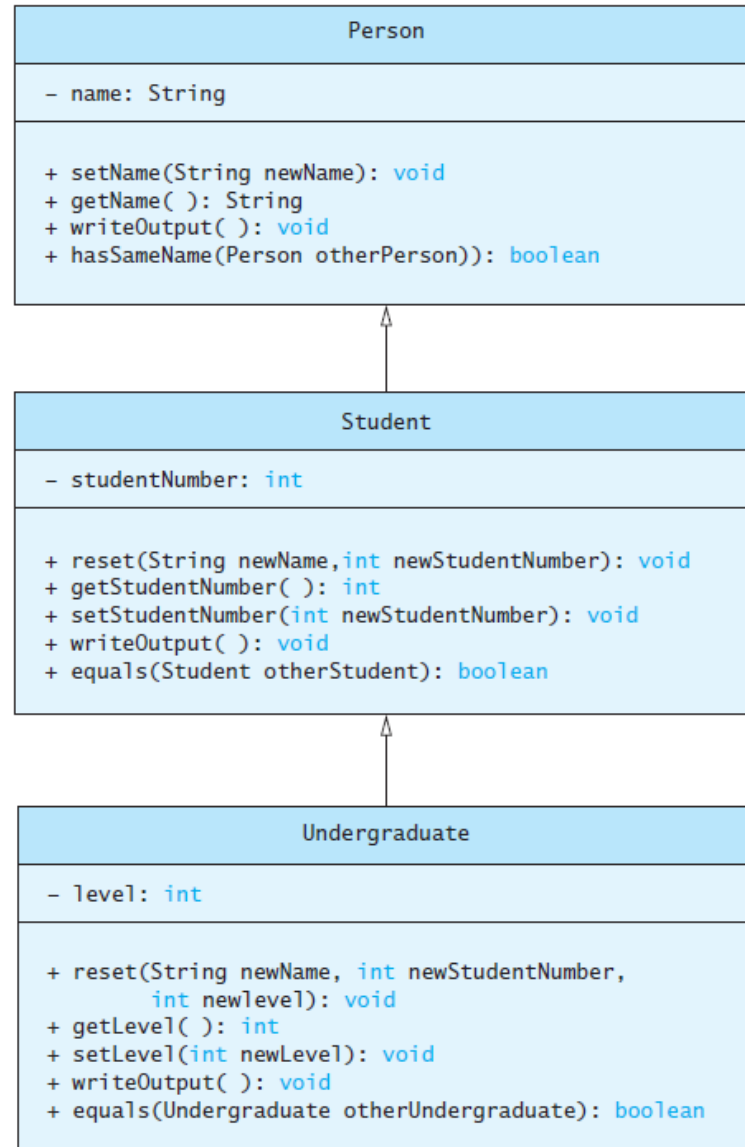 Person
– name: String
+ setName(String newName): void
+ getName( ): String
+ writeOutput( ): void
+ hasSameName(Person otherPerson)): boolean
Student
– studentNumber: int
+ reset(String newName,int newStudentNumber): void
+ getStudentNumber( ): int
+ setStudentNumber(int newStudentNumber): void
+ writeOutput( ): void
+ equals(Student otherStudent): boolean
Undergraduate
– level: int
+ reset(String newName, int newStudentNumber,
int newlevel): void
+ getLevel( ): int
+ setLevel(int newLevel): void
+ writeOutput( ): void
+ equals(Undergraduate otherUndergraduate): boolean